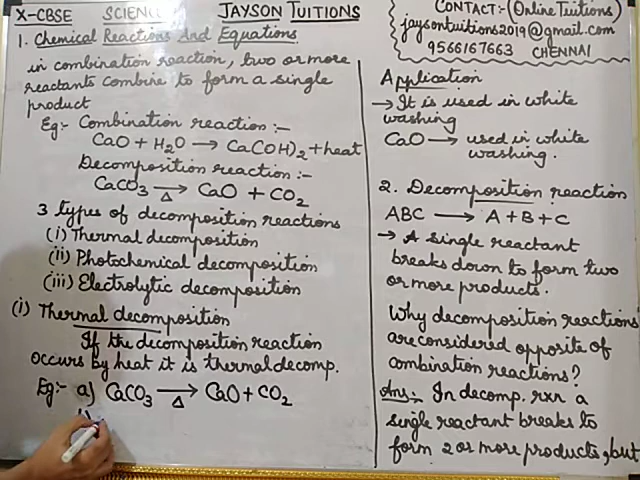 X-CBSE SCIENCE JAYSON TUITIONS
1. Chemical Reactions And Equations
in combination reaction, two or more
reactants combine to form a single
product
Eg:- Combination reaction:-
CaO + H2O → Ca(OH)2 + heat
Decomposition reaction:-
CaCO3 →Δ CaO + CO2
3 types of decomposition reactions
(i) Thermal decomposition
(ii) Photochemical decomposition
(iii) Electrolytic decomposition
(i) Thermal decomposition
If the decomposition reaction
occurs by heat it is thermal decomp.
Eg:- a) CaCO3 →Δ CaO + CO2
CONTACT:- (Online Tuitions)
jaysontuitions2019@gmail.com
9566167663 CHENNAI
Application
→ It is used in white
washing
CaO → used in white
washing.
2. Decomposition reaction
ABC → A + B + C
→ A single reactant
breaks down to form two
or more products.
Why decomposition reactions
are considered opposite of
combination reactions?
Ans:- In decomp. rxn a
single reactant breaks to
form 2 or more products, but